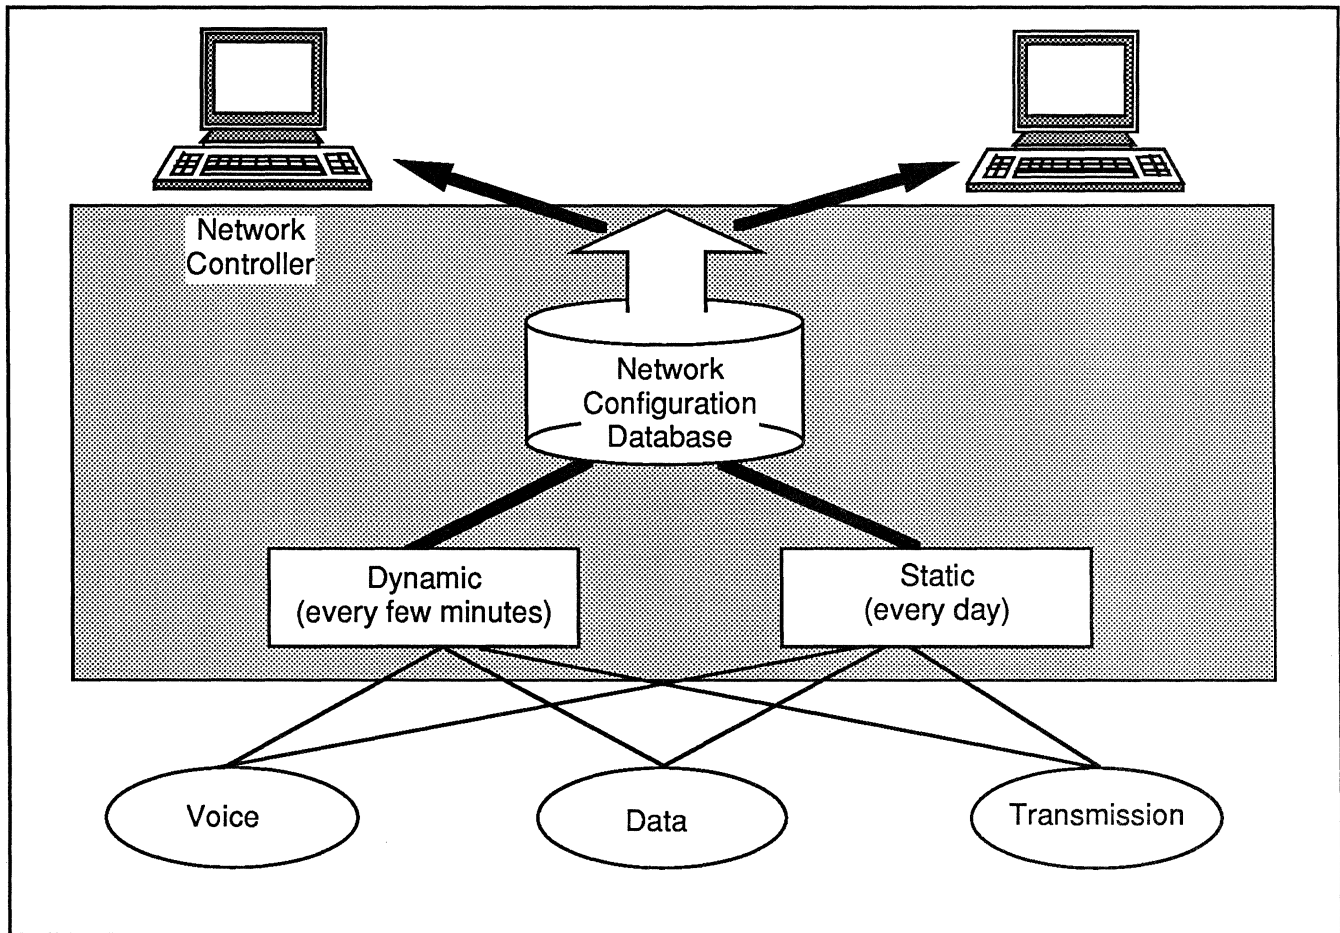 Network
Controller
Network
Configuration
Database
Dynamic
(every few minutes)
Static
(every day)
Voice
Data
Transmission